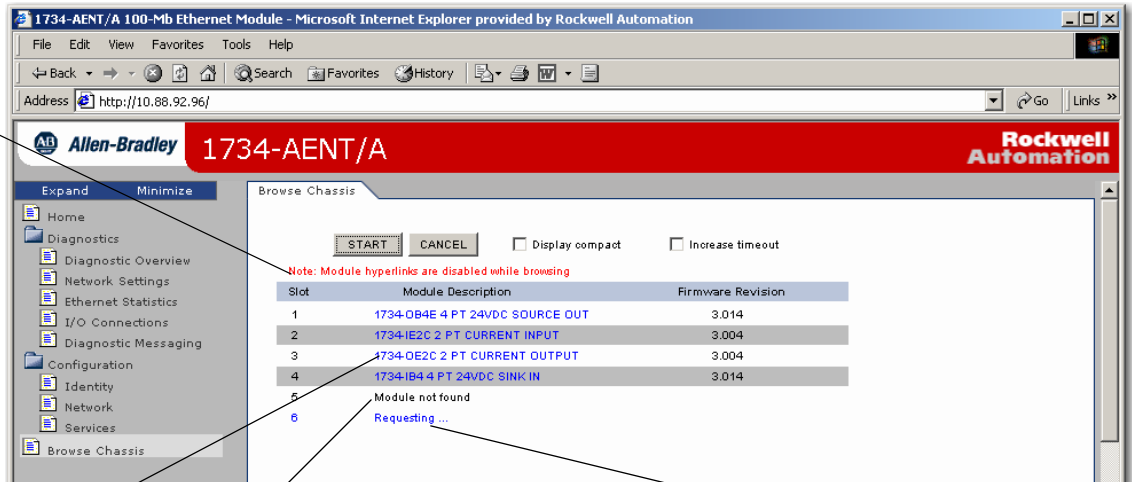 1734-AENT/A 100-Mb Ethernet Module - Microsoft Internet Explorer provided by Rockwell Automation
File Edit View Favorites Tools Help
Back Search Favorites History
Address http://10.88.92.96/ Go Links »
AB Allen-Bradley 1734-AENT/A Rockwell Automation
Expand Minimize
Home
Diagnostics
Diagnostic Overview
Network Settings
Ethernet Statistics
I/O Connections
Diagnostic Messaging
Configuration
Identity
Network
Services
Browse Chassis
Browse Chassis
START CANCEL Display compact Increase timeout
Note: Module hyperlinks are disabled while browsing
Slot Module Description Firmware Revision
1 1734-OB4E 4 PT 24VDC SOURCE OUT 3.014
2 1734-IE2C 2 PT CURRENT INPUT 3.004
3 1734-OE2C 2 PT CURRENT OUTPUT 3.004
4 1734-IB4 4 PT 24VDC SINK IN 3.014
5 Module not found
6 Requesting ...